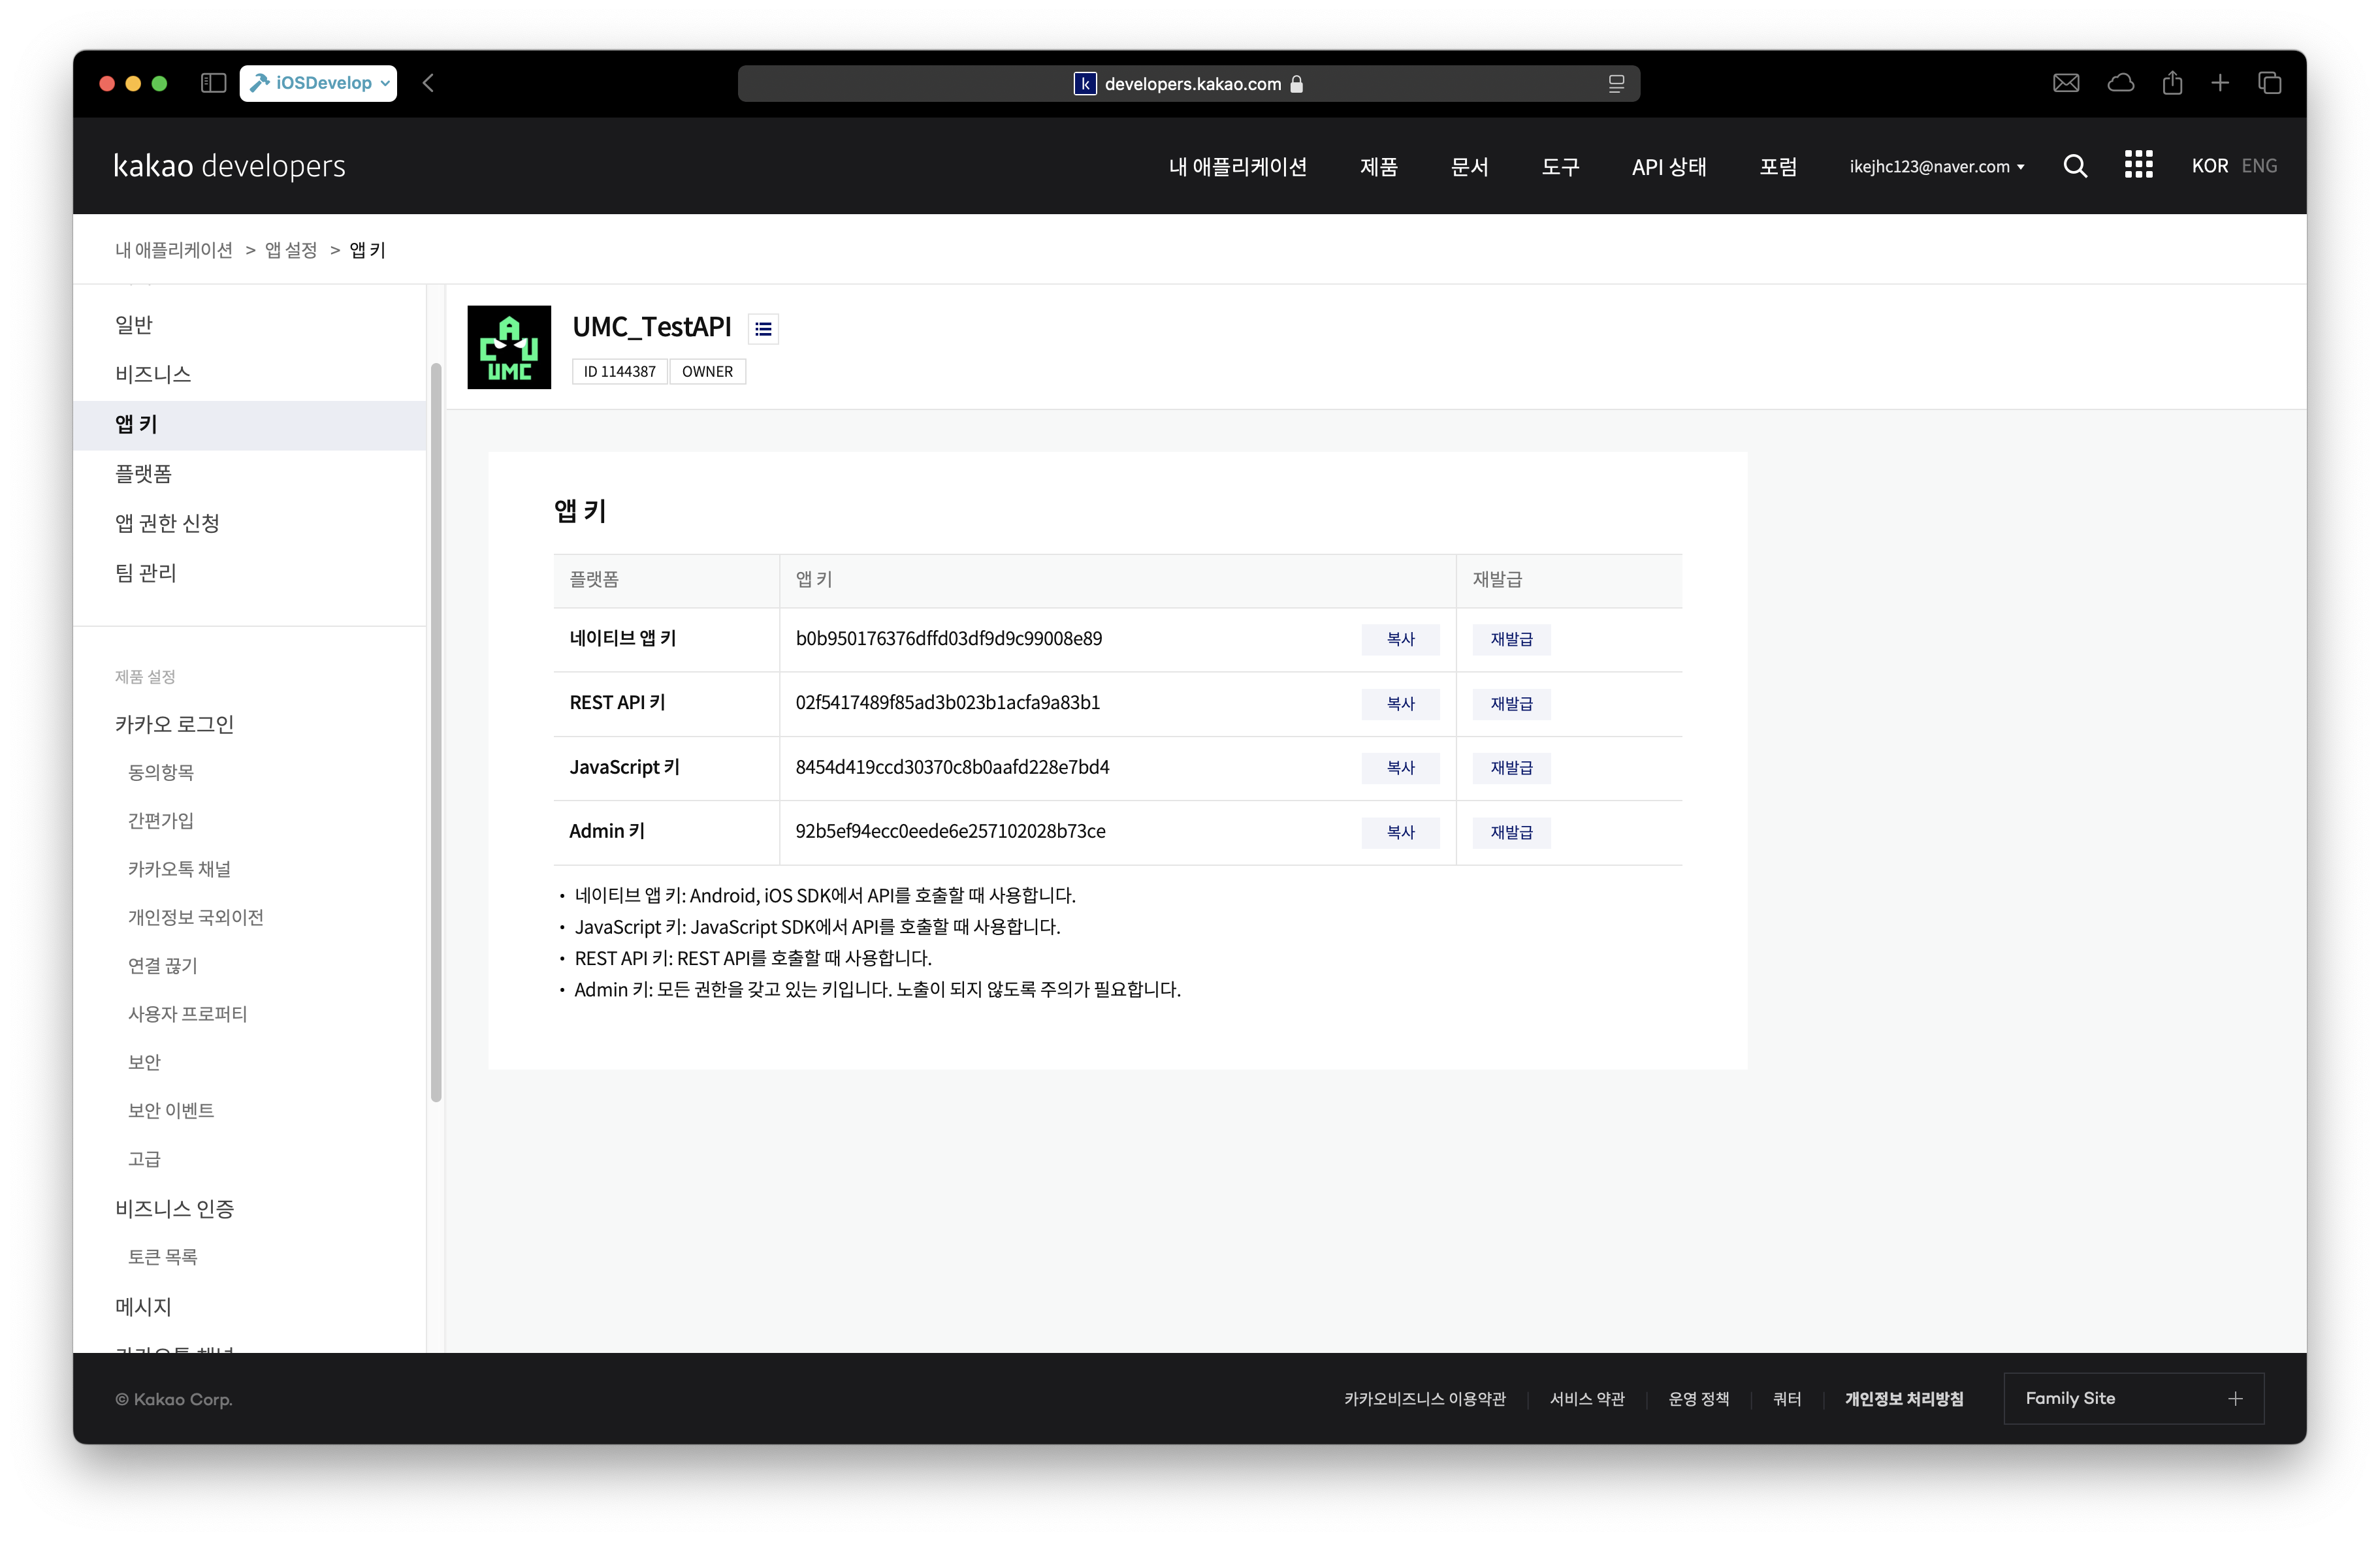 iOSDevelop
developers.kakao.com
kakao developers
내 애플리케이션 제품 문서 도구 API 상태 포럼 ikejhc123@naver.com KOR ENG
내 애플리케이션 > 앱 설정 > 앱 키
일반
비즈니스
앱 키
플랫폼
앱 권한 신청
팀 관리
제품 설정
카카오 로그인
동의항목
간편가입
카카오톡 채널
개인정보 국외이전
연결 끊기
사용자 프로퍼티
보안
보안 이벤트
고급
비즈니스 인증
토큰 목록
메시지
CAU
UMC
UMC_TestAPI
ID 1144387 OWNER
앱 키
플랫폼 앱 키 재발급
네이티브 앱 키 b0b950176376dffd03df9d9c99008e89 복사 재발급
REST API 키 02f5417489f85ad3b023b1acfa9a83b1 복사 재발급
JavaScript 키 8454d419ccd30370c8b0aafd228e7bd4 복사 재발급
Admin 키 92b5ef94ecc0eede6e257102028b73ce 복사 재발급
• 네이티브 앱 키: Android, iOS SDK에서 API를 호출할 때 사용합니다.
• JavaScript 키: JavaScript SDK에서 API를 호출할 때 사용합니다.
• REST API 키: REST API를 호출할 때 사용합니다.
• Admin 키: 모든 권한을 갖고 있는 키입니다. 노출이 되지 않도록 주의가 필요합니다.
© Kakao Corp.
카카오비즈니스 이용약관 서비스 약관 운영 정책 쿼터 개인정보 처리방침 Family Site